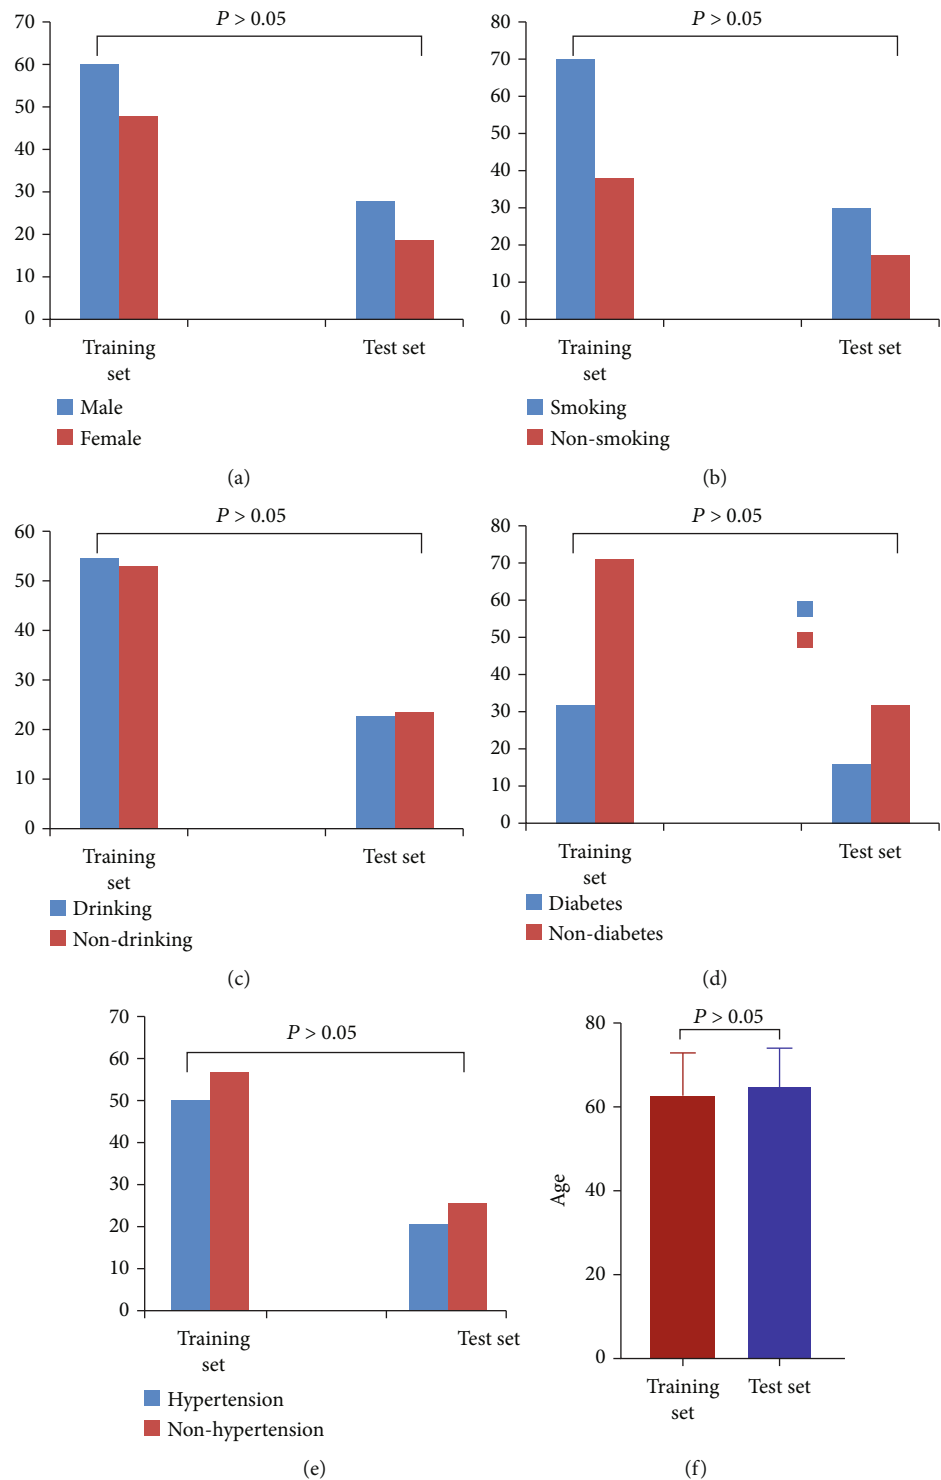 P > 0.05
70
60
50
40
30
20
10
0
Training
set
Test set
Male
Female
(a)
P > 0.05
80
70
60
50
40
30
20
10
0
Training
set
Test set
Smoking
Non-smoking
(b)
P > 0.05
60
50
40
30
20
10
0
Training
set
Test set
Drinking
Non-drinking
(c)
P > 0.05
80
70
60
50
40
30
20
10
0
Training
set
Test set
Diabetes
Non-diabetes
(d)
P > 0.05
70
60
50
40
30
20
10
0
Training
set
Test set
Hypertension
Non-hypertension
(e)
P > 0.05
80
60
40
20
0
Age
Training
set
Test set
(f)